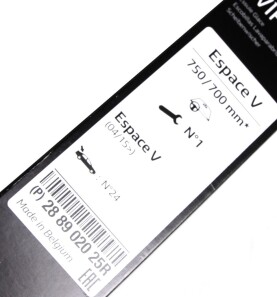 Espace V
750/700 mm*
N°1
Espace V
(04/15->)
N°24
(P) 28 89 020 25R
Made in Belgium
EAC